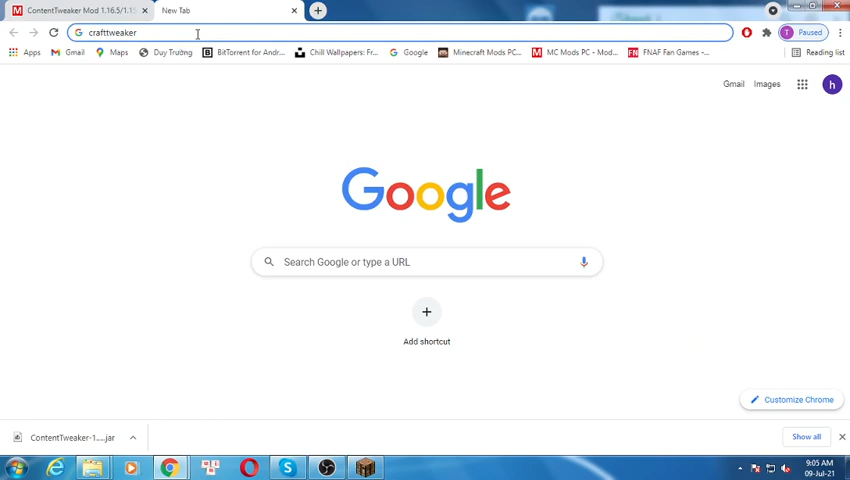 ContentTweaker Mod 1.16.5/1.15
New Tab
crafttweaker
Paused
Apps
Gmail
Maps
Duy Trường
BitTorrent for Andr...
Chill Wallpapers: Fr...
Google
Minecraft Mods PC...
MC Mods PC - Mod...
FNAF Fan Games -...
Reading list
Gmail
Images
h
Google
Search Google or type a URL
Add shortcut
Customize Chrome
ContentTweaker-1.....jar
Show all
9:05 AM
09-Jul-21